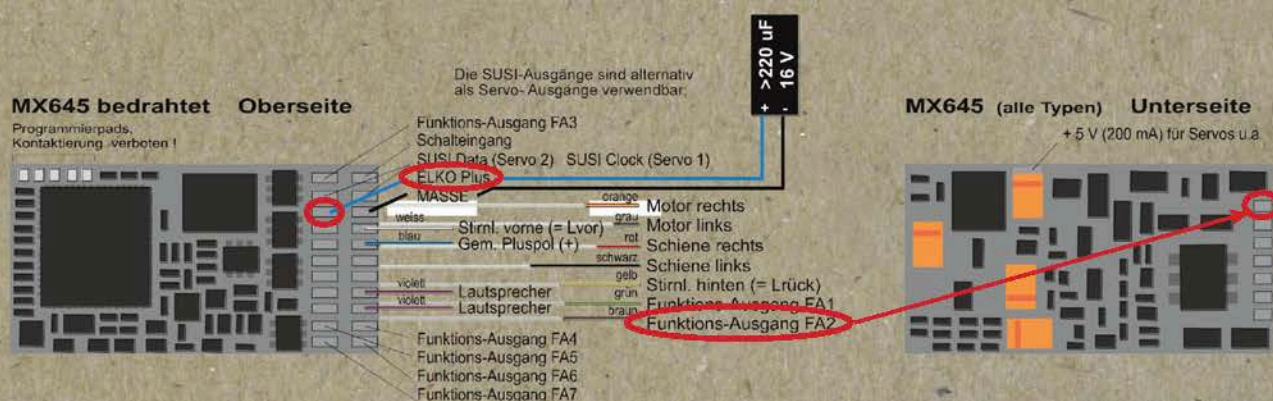 MX645 bedrahtet Oberseite
Programmierpads,
Kontaktierung verboten !
Die SUSI-Ausgänge sind alternativ
als Servo- Ausgänge verwendbar,
+ >220 uF
- 16 V
Funktions-Ausgang FA3
Schalteingang
SUSI Data (Servo 2) SUSI Clock (Servo 1)
ELKO Plus
MASSE
orange Motor rechts
weiss Stirnl. vorne (= Lvor) grau Motor links
blau Gem. Pluspol (+) rot Schiene rechts
schwarz Schiene links
gelb Stirnl. hinten (= Lrück)
violett Lautsprecher grün Funktions-Ausgang FA1
violett Lautsprecher braun Funktions-Ausgang FA2
Funktions-Ausgang FA4
Funktions-Ausgang FA5
Funktions-Ausgang FA6
Funktions-Ausgang FA7
MX645 (alle Typen) Unterseite
+ 5 V (200 mA) für Servos u.a.